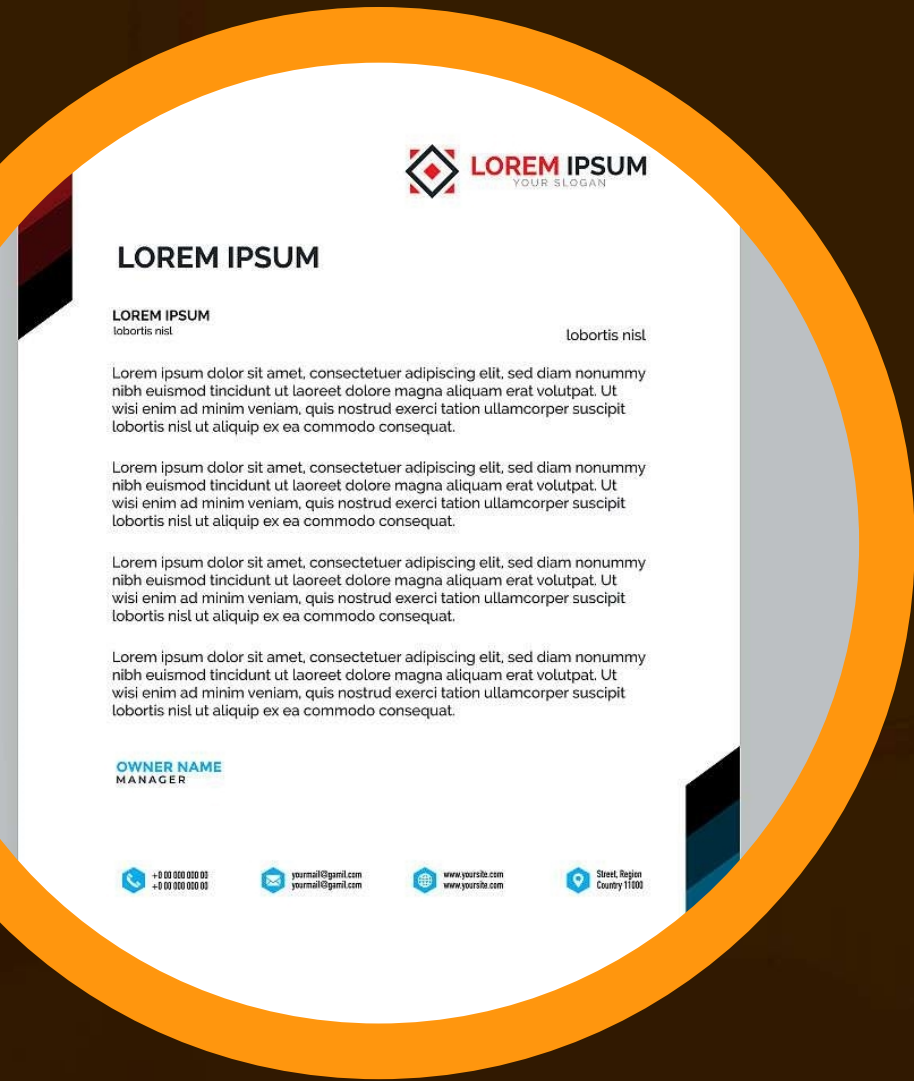 LOREM IPSUM
YOUR SLOGAN
LOREM IPSUM
LOREM IPSUM
lobortis nisl
lobortis nisl
Lorem ipsum dolor sit amet, consectetuer adipiscing elit, sed diam nonummy
nibh euismod tincidunt ut laoreet dolore magna aliquam erat volutpat. Ut
wisi enim ad minim veniam, quis nostrud exerci tation ullamcorper suscipit
lobortis nisl ut aliquip ex ea commodo consequat.
Lorem ipsum dolor sit amet, consectetuer adipiscing elit, sed diam nonummy
nibh euismod tincidunt ut laoreet dolore magna aliquam erat volutpat. Ut
wisi enim ad minim veniam, quis nostrud exerci tation ullamcorper suscipit
lobortis nisl ut aliquip ex ea commodo consequat.
Lorem ipsum dolor sit amet, consectetuer adipiscing elit, sed diam nonummy
nibh euismod tincidunt ut laoreet dolore magna aliquam erat volutpat. Ut
wisi enim ad minim veniam, quis nostrud exerci tation ullamcorper suscipit
lobortis nisl ut aliquip ex ea commodo consequat.
Lorem ipsum dolor sit amet, consectetuer adipiscing elit, sed diam nonummy
nibh euismod tincidunt ut laoreet dolore magna aliquam erat volutpat. Ut
wisi enim ad minim veniam, quis nostrud exerci tation ullamcorper suscipit
lobortis nisl ut aliquip ex ea commodo consequat.
OWNER NAME
MANAGER
+0 00 000 000 00
+0 00 000 000 00
yourmail@gamil.com
yourmail@gamil.com
www.yoursite.com
www.yoursite.com
Street, Region
Country 11000